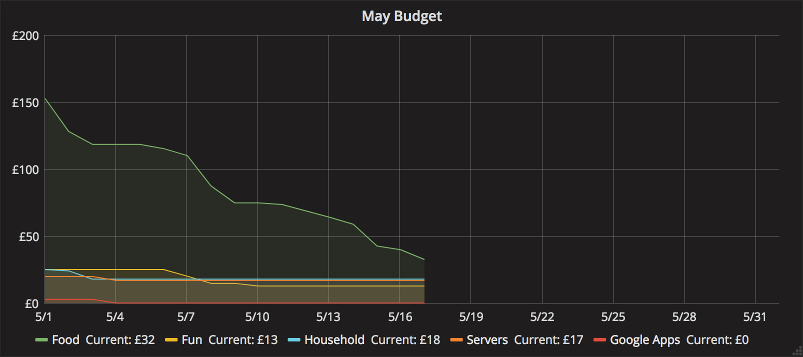 May Budget
£200
£150
£100
£50
£0
5/1 5/4 5/7 5/10 5/13 5/16 5/19 5/22 5/25 5/28 5/31
Food Current: £32 Fun Current: £13 Household Current: £18 Servers Current: £17 Google Apps Current: £0